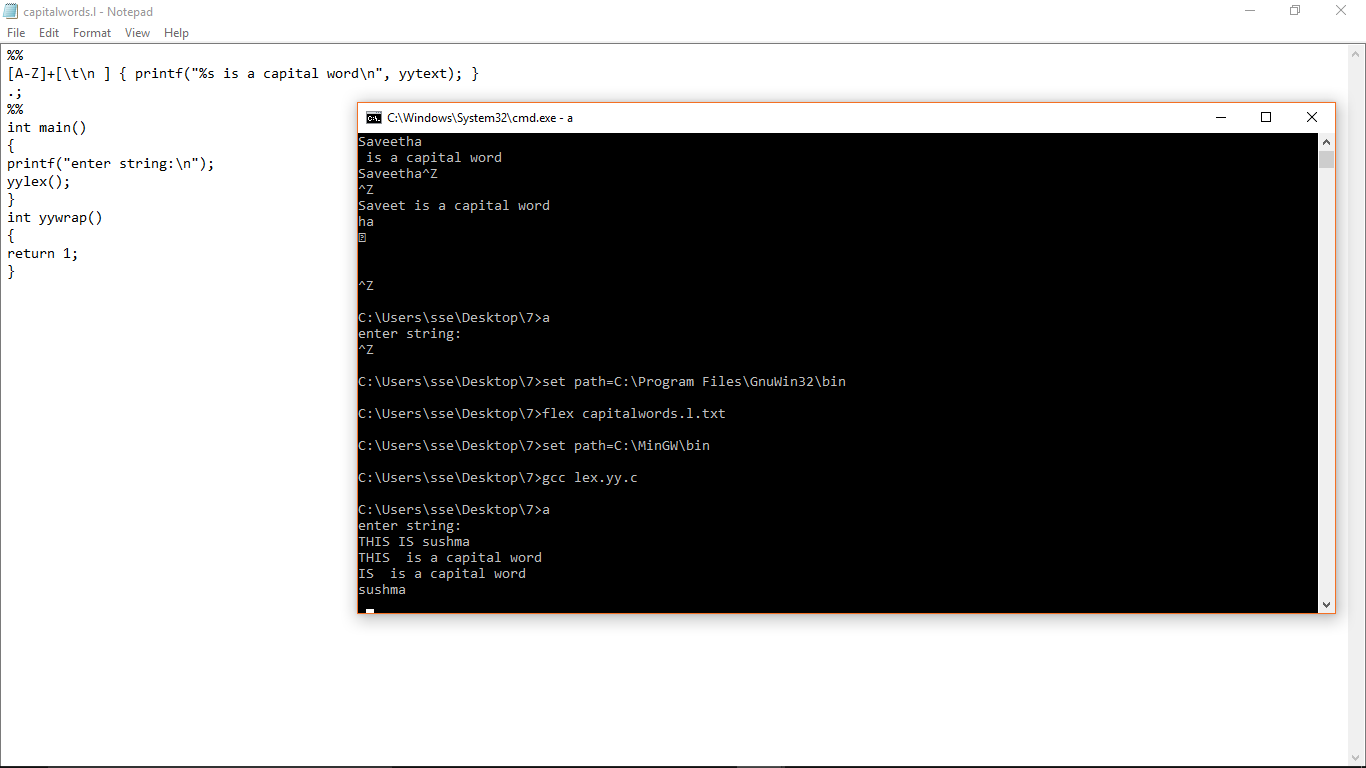 capitalwords.l - Notepad
File Edit Format View Help
%%
[A-Z]+[\t\n ] { printf("%s is a capital word\n", yytext); }
.;
%%
int main()
{
printf("enter string:\n");
yylex();
}
int yywrap()
{
return 1;
}
C:\Windows\System32\cmd.exe - a
Saveetha
 is a capital word
Saveetha^Z
^Z
Saveet is a capital word
ha
^Z
C:\Users\sse\Desktop\7>a
enter string:
^Z
C:\Users\sse\Desktop\7>set path=C:\Program Files\GnuWin32\bin
C:\Users\sse\Desktop\7>flex capitalwords.l.txt
C:\Users\sse\Desktop\7>set path=C:\MinGW\bin
C:\Users\sse\Desktop\7>gcc lex.yy.c
C:\Users\sse\Desktop\7>a
enter string:
THIS IS sushma
THIS  is a capital word
IS  is a capital word
sushma